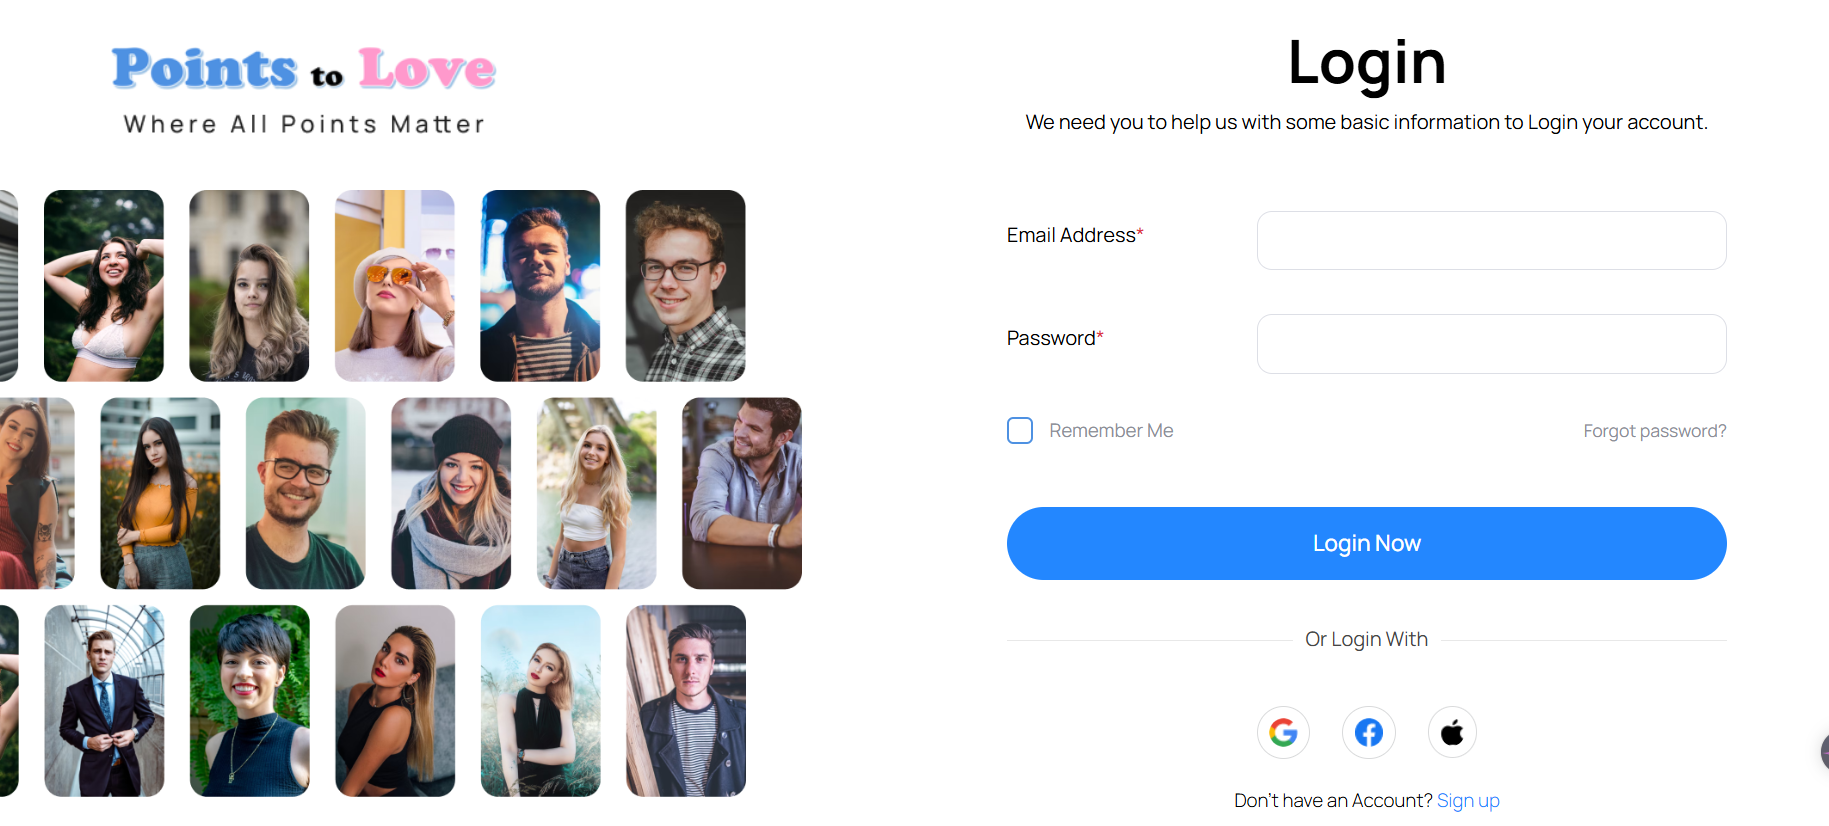 Points to Love
Where All Points Matter
Login
We need you to help us with some basic information to Login your account.
Email Address*
Password*
Remember Me
Forgot password?
Login Now
Or Login With
Don't have an Account? Sign up